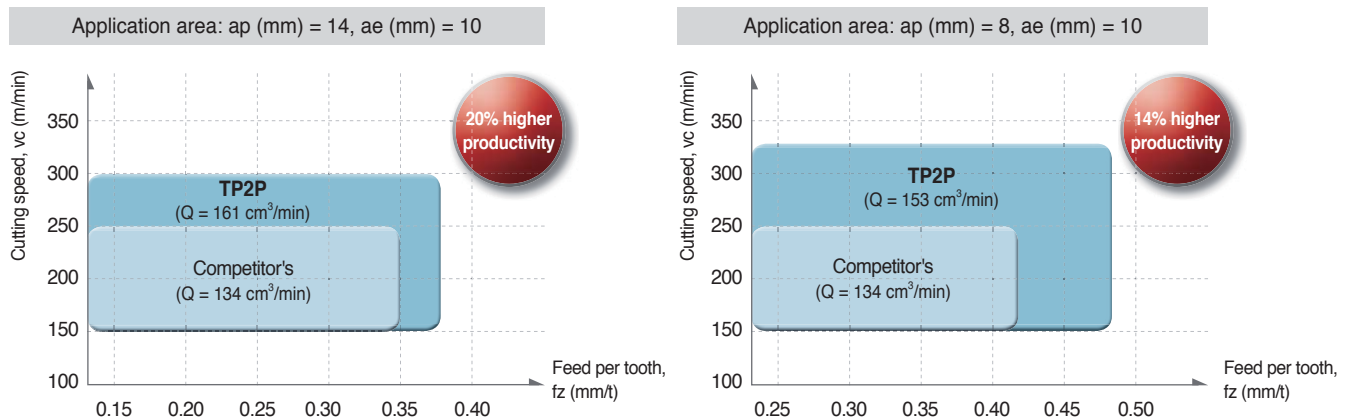 Application area: ap (mm) = 14, ae (mm) = 10
Cutting speed, vc (m/min)
350
300
250
200
150
100
20% higher
productivity
TP2P
(Q = 161 cm³/min)
Competitor's
(Q = 134 cm³/min)
0.15 0.20 0.25 0.30 0.35 0.40
Feed per tooth,
fz (mm/t)
Application area: ap (mm) = 8, ae (mm) = 10
Cutting speed, vc (m/min)
350
300
250
200
150
100
14% higher
productivity
TP2P
(Q = 153 cm³/min)
Competitor's
(Q = 134 cm³/min)
0.25 0.30 0.35 0.40 0.45 0.50
Feed per tooth,
fz (mm/t)